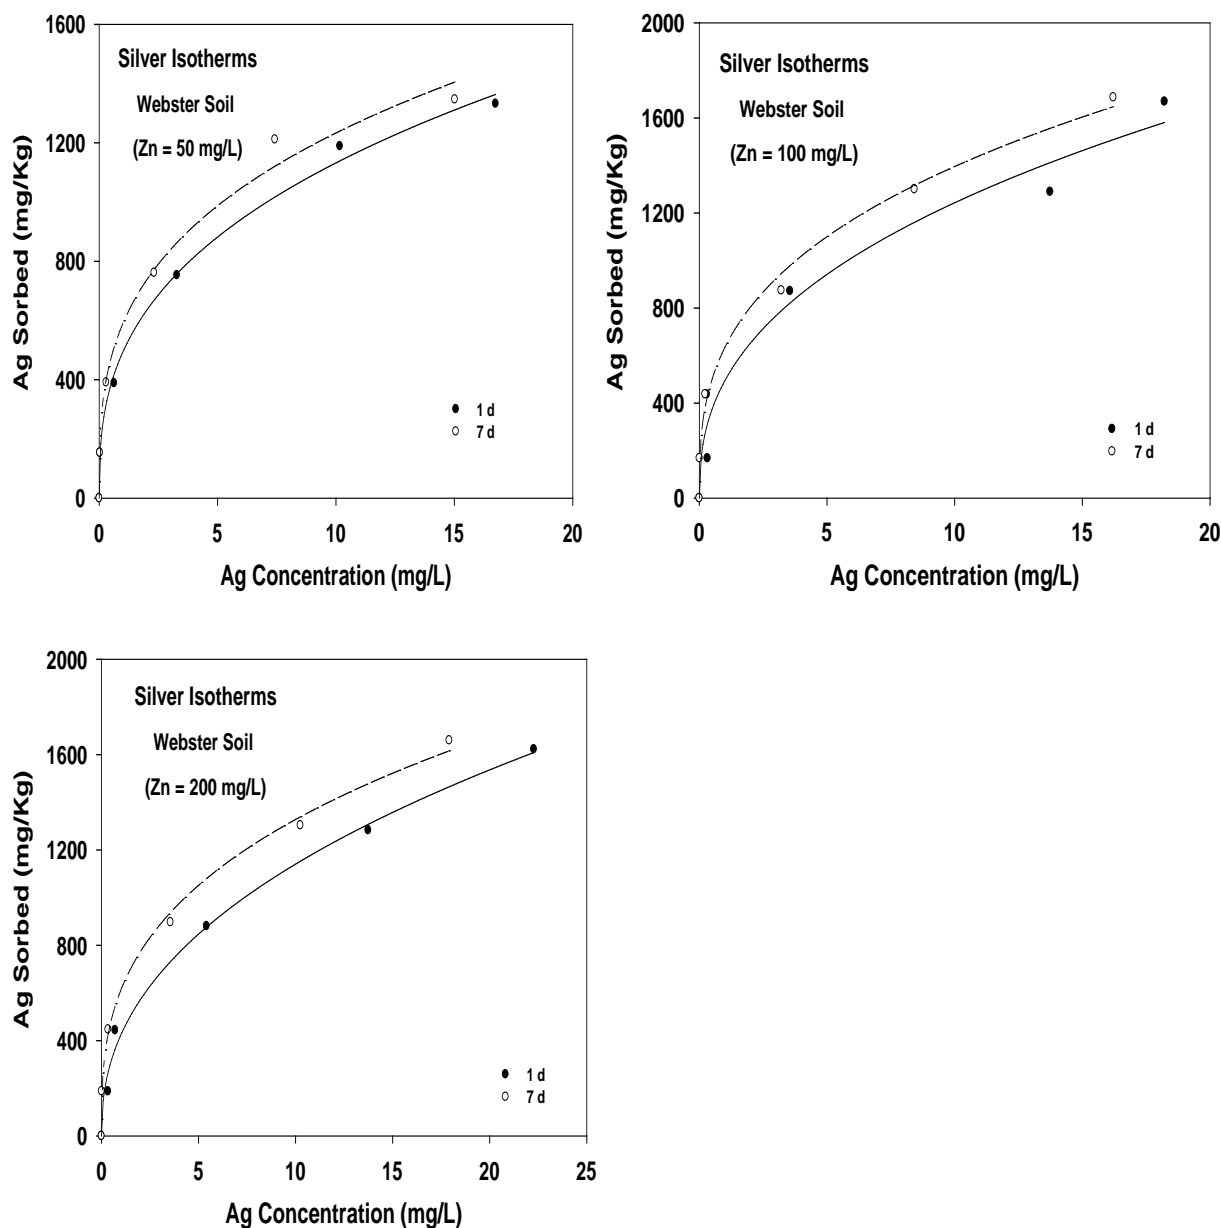 Silver Isotherms
Webster Soil
(Zn = 50 mg/L)
Ag Sorbed (mg/Kg)
1600
1200
800
400
0
1 d
7 d
0 5 10 15 20
Ag Concentration (mg/L)
Silver Isotherms
Webster Soil
(Zn = 100 mg/L)
Ag Sorbed (mg/Kg)
2000
1600
1200
800
400
0
1 d
7 d
0 5 10 15 20
Ag Concentration (mg/L)
Silver Isotherms
Webster Soil
(Zn = 200 mg/L)
Ag Sorbed (mg/Kg)
2000
1600
1200
800
400
0
1 d
7 d
0 5 10 15 20 25
Ag Concentration (mg/L)